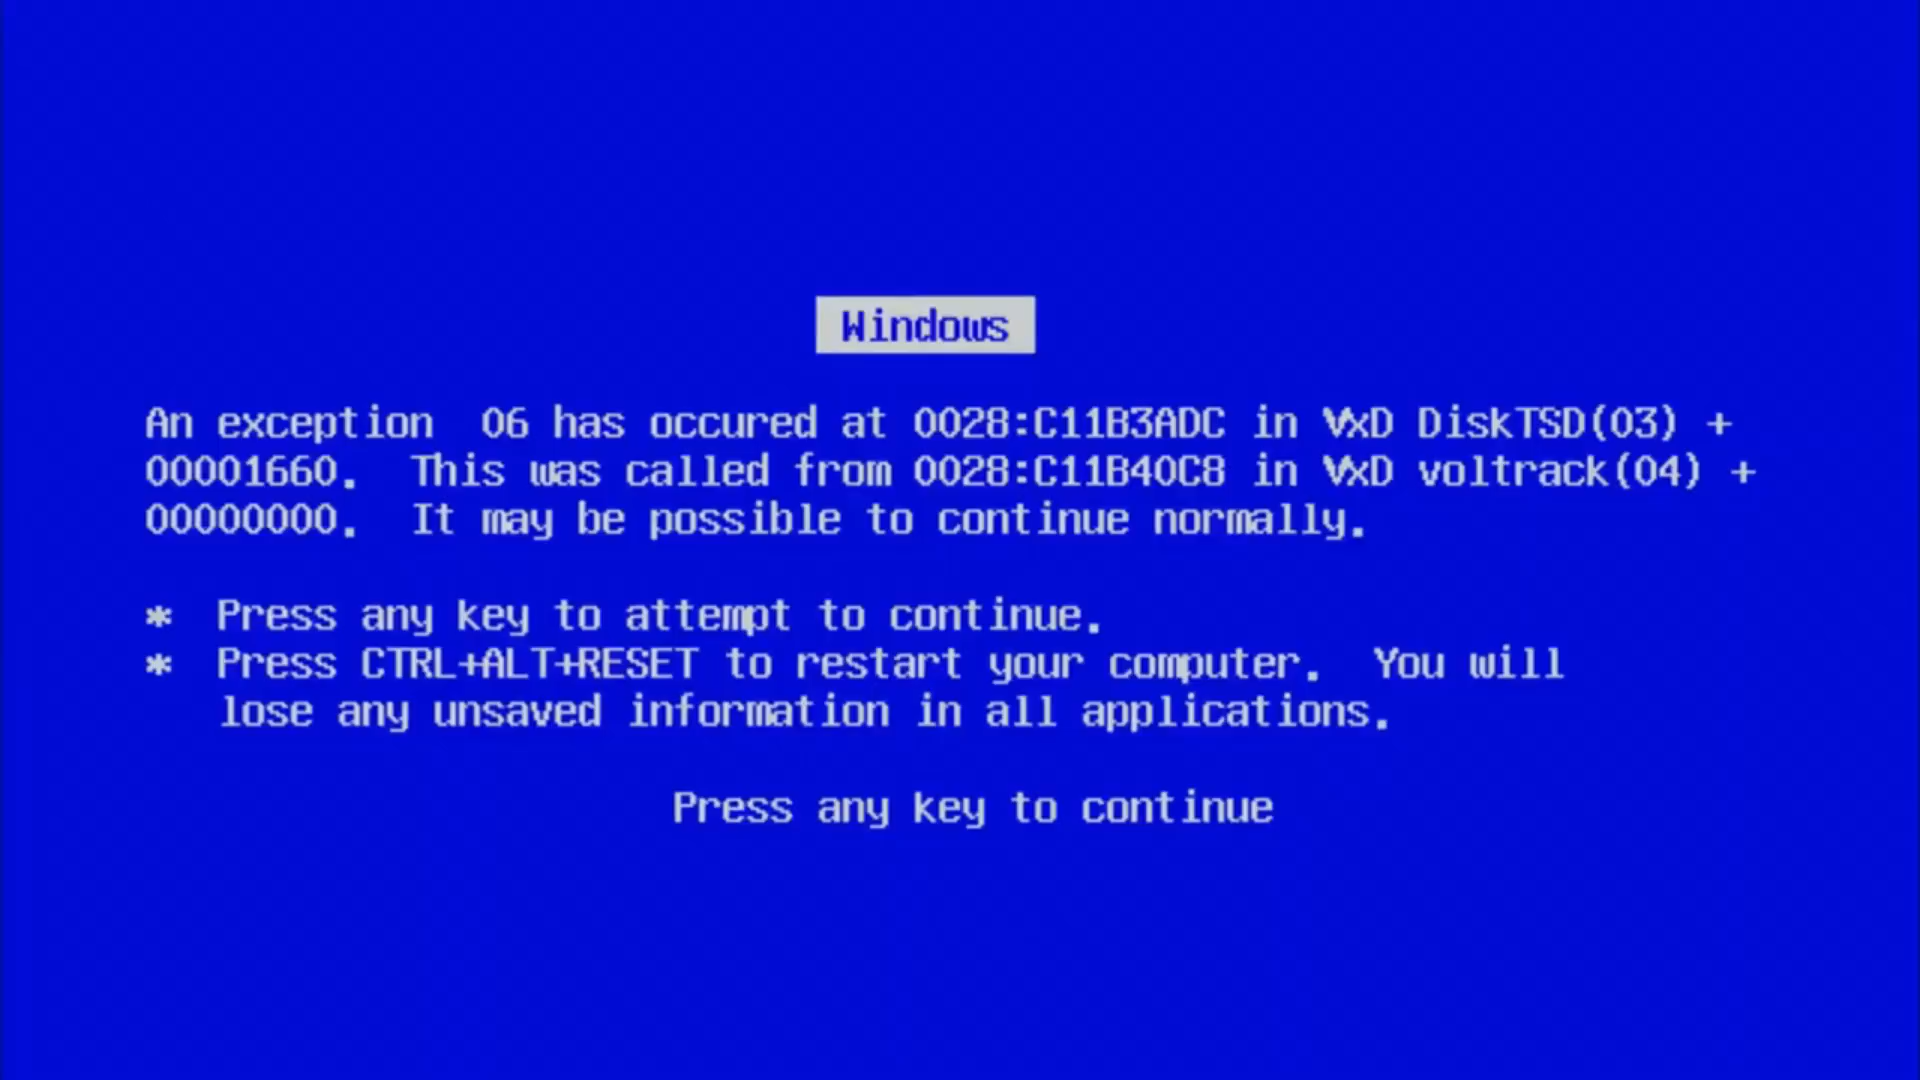 Windows
An exception  06 has occured at 0028:C11B3ADC in VxD DiskTSD(03) +
00001660.  This was called from 0028:C11B40C8 in VxD voltrack(04) +
00000000.  It may be possible to continue normally.
*  Press any key to attempt to continue.
*  Press CTRL+ALT+RESET to restart your computer.  You will
lose any unsaved information in all applications.
Press any key to continue